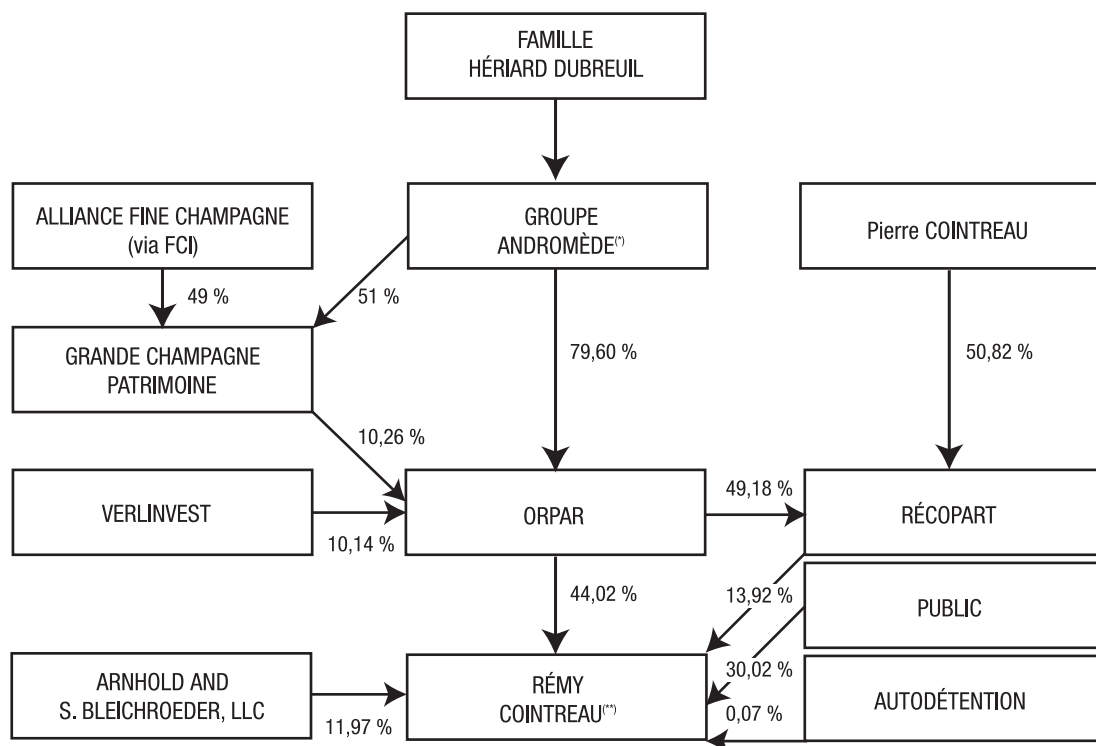 FAMILLE
HÉRIARD DUBREUIL
ALLIANCE FINE CHAMPAGNE
(via FCI)
GROUPE
ANDROMÈDE(*)
Pierre COINTREAU
49 %
51 %
GRANDE CHAMPAGNE
PATRIMOINE
79,60 %
50,82 %
10,26 %
VERLINVEST
10,14 %
ORPAR
49,18 %
RÉCOPART
44,02 %
13,92 %
PUBLIC
30,02 %
ARNHOLD AND
S. BLEICHROEDER, LLC
11,97 %
RÉMY
COINTREAU(**)
0,07 %
AUTODÉTENTION